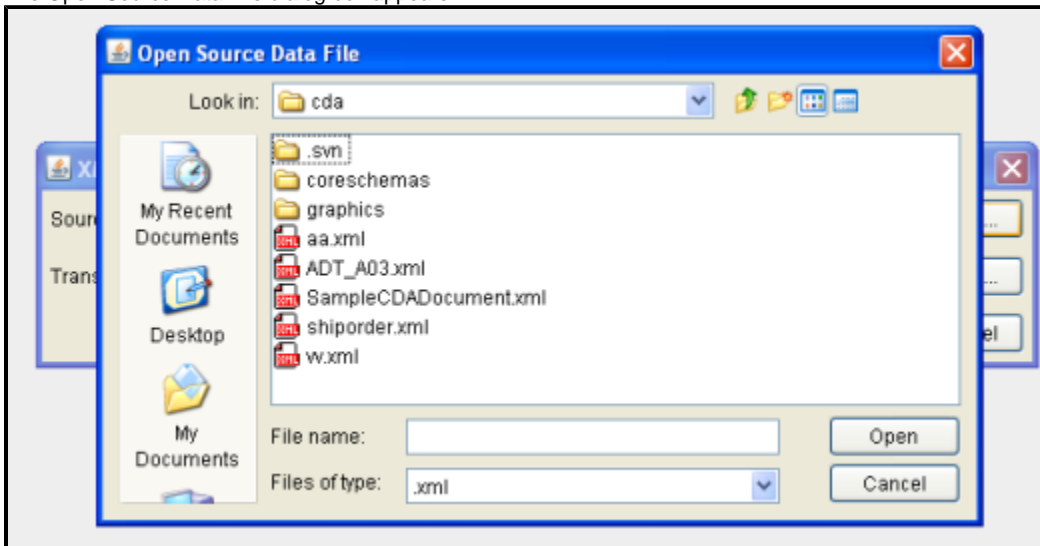 Open Source Data File
Look in:
cda
.svn
coreschemas
graphics
aa.xml
ADT_A03.xml
SampleCDADocument.xml
shiporder.xml
vv.xml
My Recent
Documents
Desktop
My
Documents
File name:
Open
Files of type:
.xml
Cancel
...
...